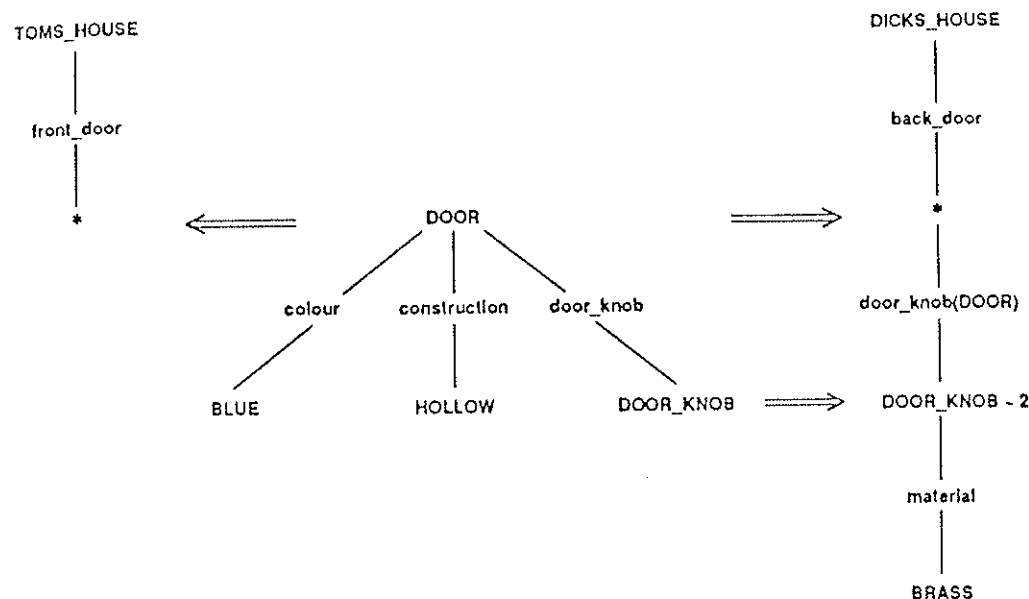 TOMS_HOUSE
DICKS_HOUSE
front_door
back_door
*
DOOR
*
colour
construction
door_knob
door_knob(DOOR)
BLUE
HOLLOW
DOOR_KNOB
DOOR_KNOB - 2
material
BRASS